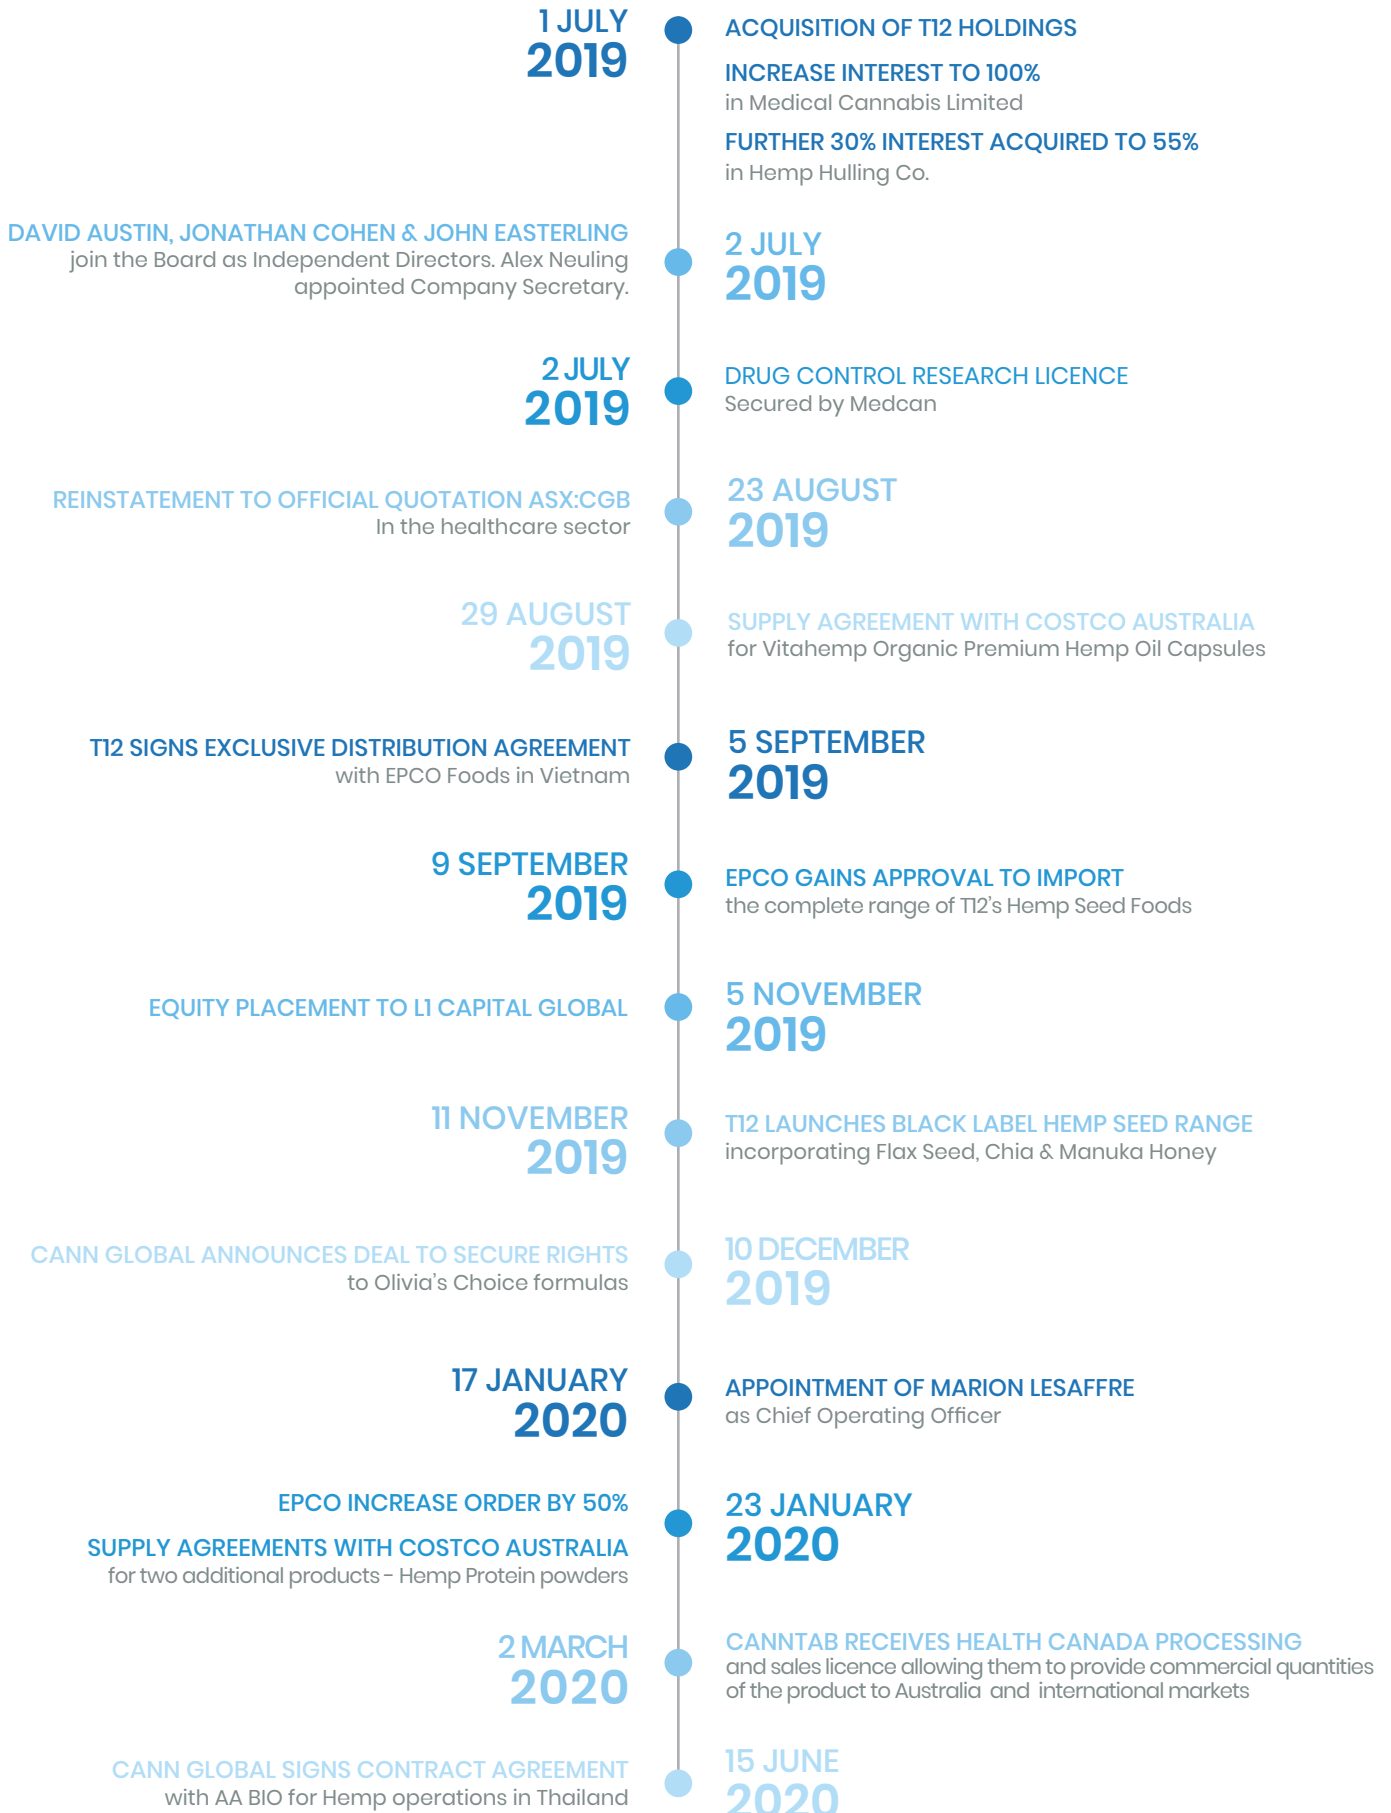 1 JULY
2019
ACQUISITION OF T12 HOLDINGS
INCREASE INTEREST TO 100%
in Medical Cannabis Limited
FURTHER 30% INTEREST ACQUIRED TO 55%
in Hemp Hulling Co.
DAVID AUSTIN, JONATHAN COHEN & JOHN EASTERLING
join the Board as Independent Directors. Alex Neuling
appointed Company Secretary.
2 JULY
2019
2 JULY
2019
DRUG CONTROL RESEARCH LICENCE
Secured by Medcan
REINSTATEMENT TO OFFICIAL QUOTATION ASX:CGB
In the healthcare sector
23 AUGUST
2019
29 AUGUST
2019
SUPPLY AGREEMENT WITH COSTCO AUSTRALIA
for Vitahemp Organic Premium Hemp Oil Capsules
T12 SIGNS EXCLUSIVE DISTRIBUTION AGREEMENT
with EPCO Foods in Vietnam
5 SEPTEMBER
2019
9 SEPTEMBER
2019
EPCO GAINS APPROVAL TO IMPORT
the complete range of T12's Hemp Seed Foods
EQUITY PLACEMENT TO L1 CAPITAL GLOBAL
5 NOVEMBER
2019
11 NOVEMBER
2019
T12 LAUNCHES BLACK LABEL HEMP SEED RANGE
incorporating Flax Seed, Chia & Manuka Honey
CANN GLOBAL ANNOUNCES DEAL TO SECURE RIGHTS
to Olivia's Choice formulas
10 DECEMBER
2019
17 JANUARY
2020
APPOINTMENT OF MARION LESAFFRE
as Chief Operating Officer
EPCO INCREASE ORDER BY 50%
SUPPLY AGREEMENTS WITH COSTCO AUSTRALIA
for two additional products - Hemp Protein powders
23 JANUARY
2020
2 MARCH
2020
CANNTAB RECEIVES HEALTH CANADA PROCESSING
and sales licence allowing them to provide commercial quantities
of the product to Australia and international markets
CANN GLOBAL SIGNS CONTRACT AGREEMENT
with AA BIO for Hemp operations in Thailand
15 JUNE
2020